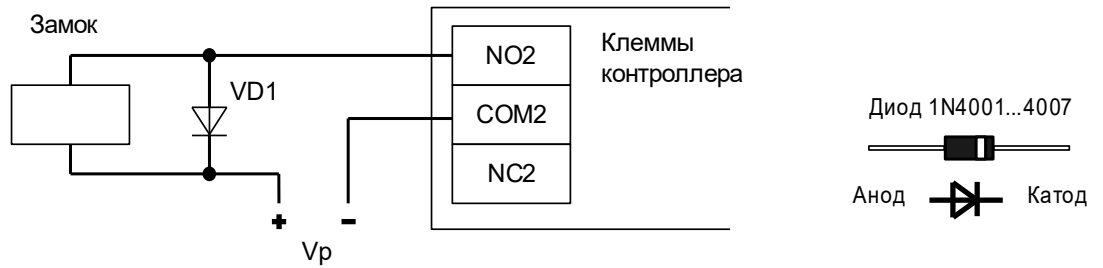 Замок
VD1
NO2
COM2
NC2
Клеммы
контроллера
+
-
Vp
Диод 1N4001...4007
Анод
Катод